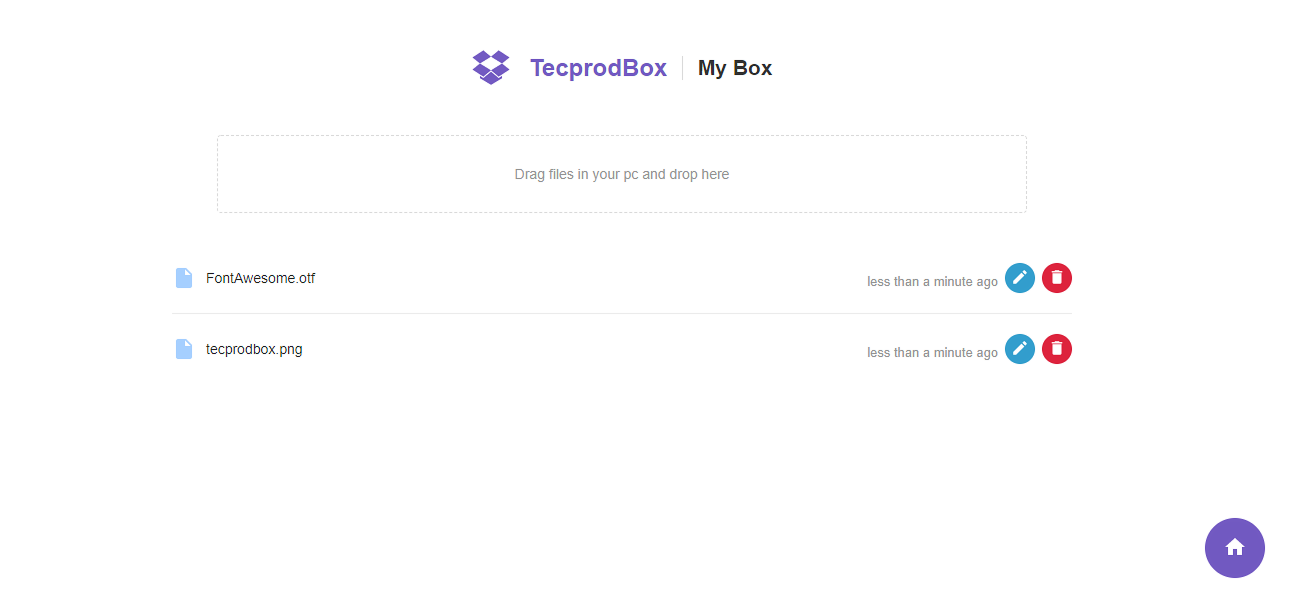 TecprodBox My Box
Drag files in your pc and drop here
FontAwesome.otf less than a minute ago
tecprodbox.png less than a minute ago